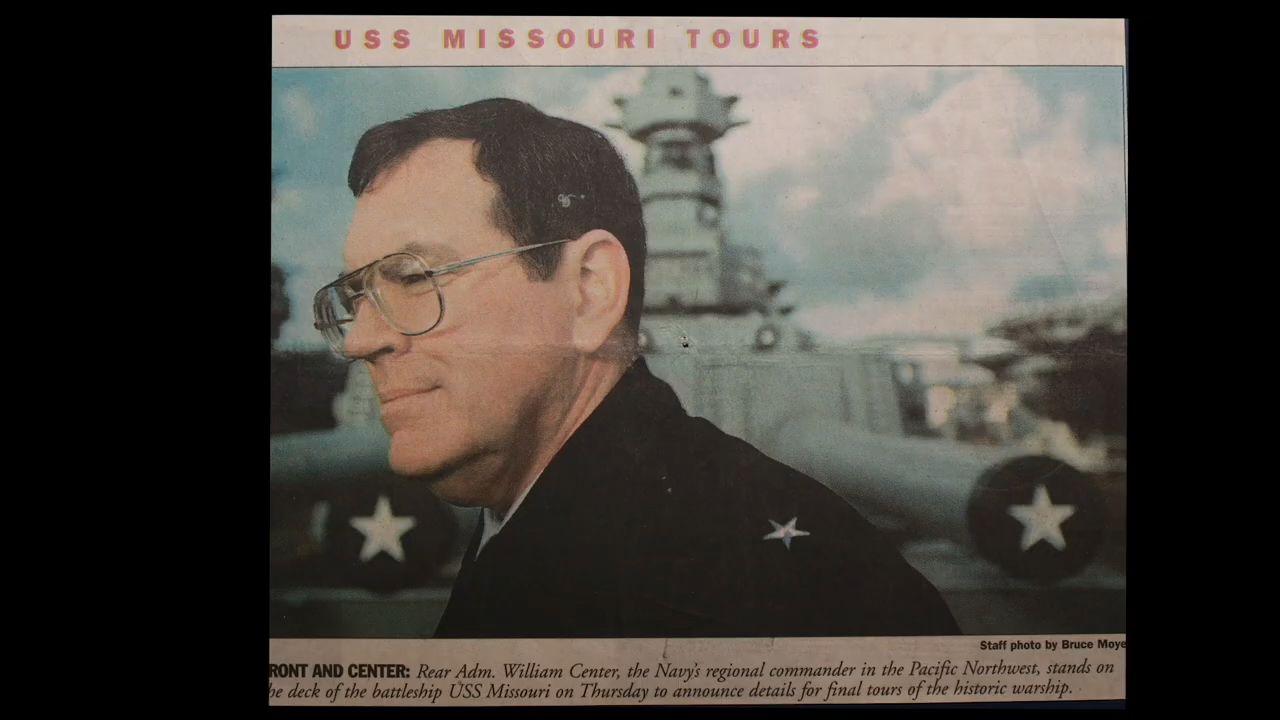 USS MISSOURI TOURS
Staff photo by Bruce Moye
RONT AND CENTER: Rear Adm. William Center, the Navy's regional commander in the Pacific Northwest, stands on
he deck of the battleship USS Missouri on Thursday to announce details for final tours of the historic warship.